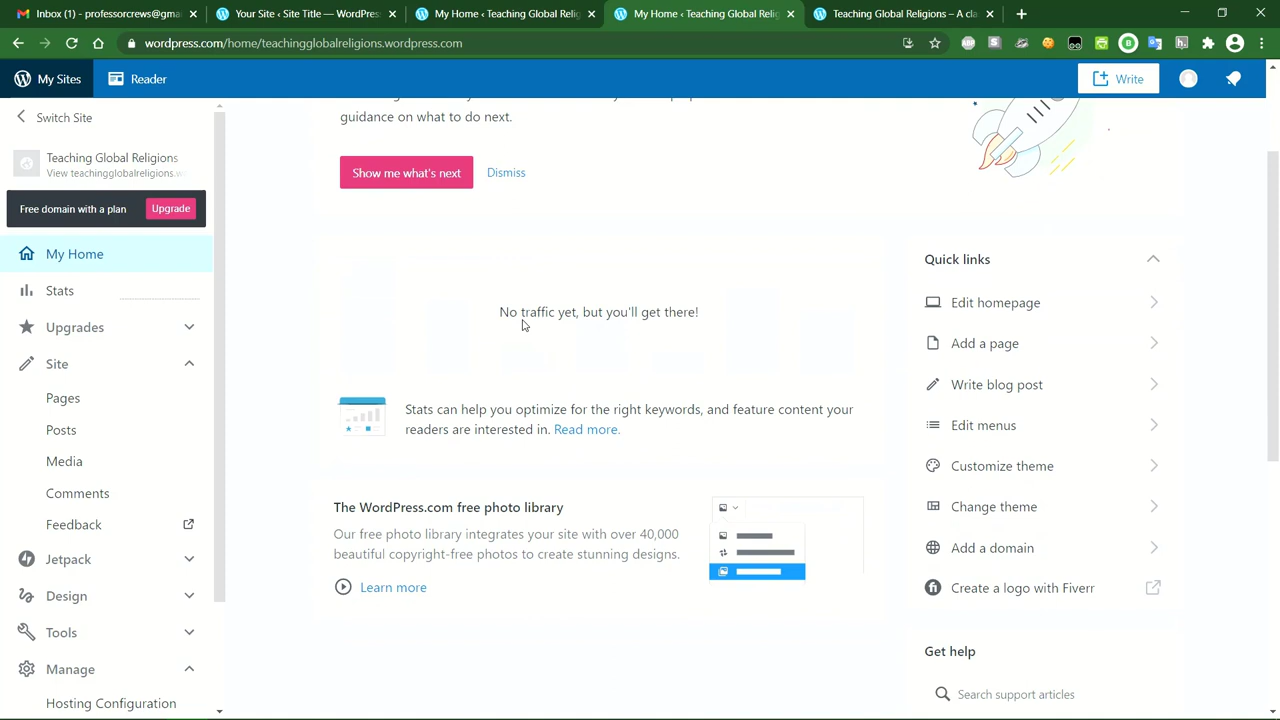 Inbox (1) - professorcrews@gma
Your Site ‹ Site Title — WordPress
My Home ‹ Teaching Global Relig
My Home ‹ Teaching Global Relig
Teaching Global Religions – A cla
wordpress.com/home/teachingglobalreligions.wordpress.com
My Sites
Reader
Write
Switch Site
Teaching Global Religions
View teachingglobalreligions.w
Free domain with a plan
Upgrade
My Home
Stats
Upgrades
Site
Pages
Posts
Media
Comments
Feedback
Jetpack
Design
Tools
Manage
Hosting Configuration
guidance on what to do next.
Show me what's next
Dismiss
No traffic yet, but you'll get there!
Stats can help you optimize for the right keywords, and feature content your
readers are interested in. Read more.
The WordPress.com free photo library
Our free photo library integrates your site with over 40,000
beautiful copyright-free photos to create stunning designs.
Learn more
Quick links
Edit homepage
Add a page
Write blog post
Edit menus
Customize theme
Change theme
Add a domain
Create a logo with Fiverr
Get help
Search support articles